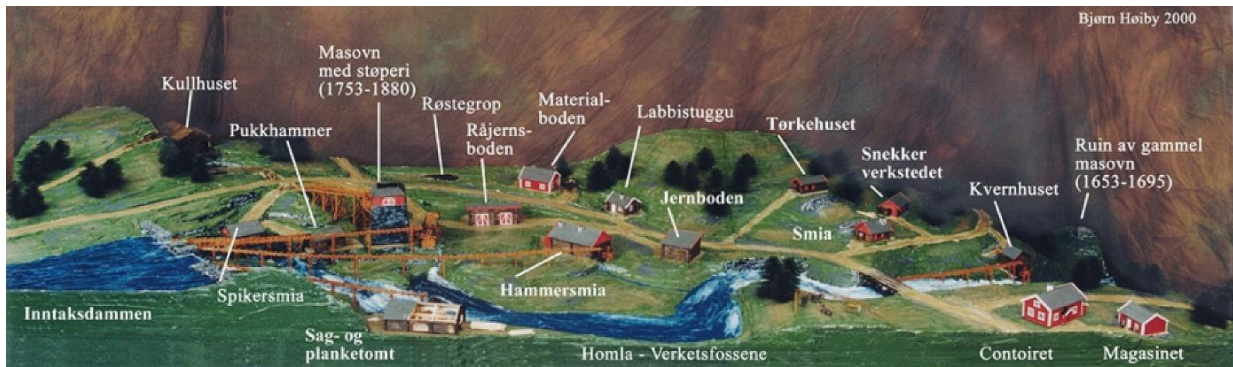 Bjørn Høiby 2000
Kullhuset
Pukkhammer
Masovn
med støperi
(1753-1880)
Røstegrop
Råjerns-
boden
Material-
boden
Labbistuggu
Jernboden
Tørkehuset
Snekker
verkstedet
Smia
Kvernhuset
Ruin av gammel
masovn
(1653-1695)
Inntaksdammen
Spikersmia
Sag- og
planketomt
Hammersmia
Homla - Verketsfossene
Contoiret
Magasinet